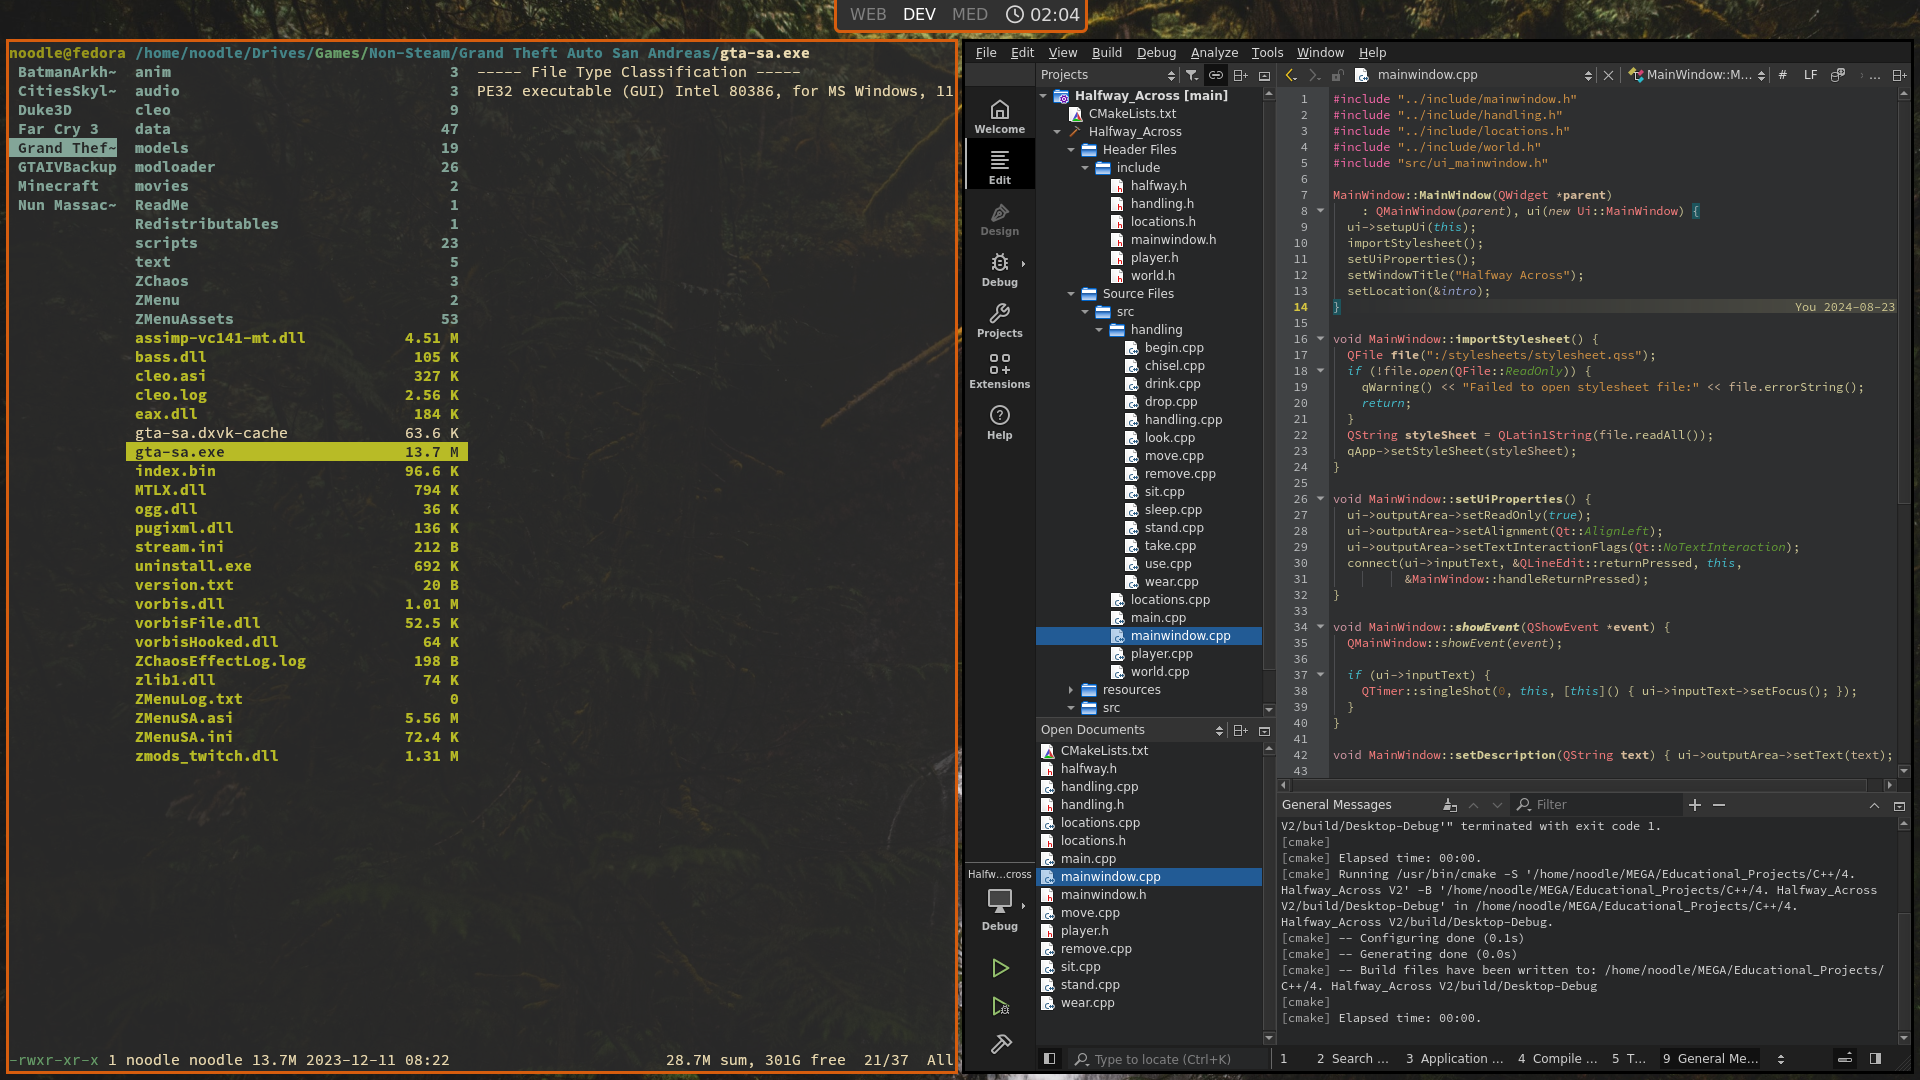 WEB DEV MED 02:04
noodle@fedora /home/noodle/Drives/Games/Non-Steam/Grand Theft Auto San Andreas/gta-sa.exe
BatmanArkh~ anim 3 ----- File Type Classification -----
CitiesSkyl~ audio 3 PE32 executable (GUI) Intel 80386, for MS Windows, 11
Duke3D cleo 9
Far Cry 3 data 47
Grand Thef~ models 19
GTAIVBackup modloader 26
Minecraft movies 2
Nun Massac~ ReadMe 1
Redistributables 1
scripts 23
text 5
ZChaos 3
ZMenu 2
ZMenuAssets 53
assimp-vc141-mt.dll 4.51 M
bass.dll 105 K
cleo.asi 327 K
cleo.log 2.56 K
eax.dll 184 K
gta-sa.dxvk-cache 63.6 K
gta-sa.exe 13.7 M
index.bin 96.6 K
MTLX.dll 794 K
ogg.dll 36 K
pugixml.dll 136 K
stream.ini 212 B
uninstall.exe 692 K
version.txt 20 B
vorbis.dll 1.01 M
vorbisFile.dll 52.5 K
vorbisHooked.dll 64 K
ZChaosEffectLog.log 198 B
zlib1.dll 74 K
ZMenuLog.txt 0
ZMenuSA.asi 5.56 M
ZMenuSA.ini 72.4 K
zmods_twitch.dll 1.31 M
-rwxr-xr-x 1 noodle noodle 13.7M 2023-12-11 08:22 28.7M sum, 301G free 21/37 All
File Edit View Build Debug Analyze Tools Window Help
Welcome
Edit
Design
Debug
Projects
Extensions
Help
Halfw...cross
Debug
Projects
Halfway_Across [main]
CMakeLists.txt
Halfway_Across
Header Files
include
halfway.h
handling.h
locations.h
mainwindow.h
player.h
world.h
Source Files
src
handling
begin.cpp
chisel.cpp
drink.cpp
drop.cpp
handling.cpp
look.cpp
move.cpp
remove.cpp
sit.cpp
sleep.cpp
stand.cpp
take.cpp
use.cpp
wear.cpp
locations.cpp
main.cpp
mainwindow.cpp
player.cpp
world.cpp
resources
src
Open Documents
CMakeLists.txt
halfway.h
handling.cpp
handling.h
locations.cpp
locations.h
main.cpp
mainwindow.cpp
mainwindow.h
move.cpp
player.h
remove.cpp
sit.cpp
stand.cpp
wear.cpp
mainwindow.cpp MainWindow::M... # LF ...
1 #include "../include/mainwindow.h"
2 #include "../include/handling.h"
3 #include "../include/locations.h"
4 #include "../include/world.h"
5 #include "src/ui_mainwindow.h"
6
7 MainWindow::MainWindow(QWidget *parent)
8 : QMainWindow(parent), ui(new Ui::MainWindow) {
9 ui->setupUi(this);
10 importStylesheet();
11 setUiProperties();
12 setWindowTitle("Halfway Across");
13 setLocation(&intro);
14 } You 2024-08-23
15
16 void MainWindow::importStylesheet() {
17 QFile file(":/stylesheets/stylesheet.qss");
18 if (!file.open(QFile::ReadOnly)) {
19 qWarning() << "Failed to open stylesheet file:" << file.errorString();
20 return;
21 }
22 QString styleSheet = QLatin1String(file.readAll());
23 qApp->setStyleSheet(styleSheet);
24 }
25
26 void MainWindow::setUiProperties() {
27 ui->outputArea->setReadOnly(true);
28 ui->outputArea->setAlignment(Qt::AlignLeft);
29 ui->outputArea->setTextInteractionFlags(Qt::NoTextInteraction);
30 connect(ui->inputText, &QLineEdit::returnPressed, this,
31 &MainWindow::handleReturnPressed);
32 }
33
34 void MainWindow::showEvent(QShowEvent *event) {
35 QMainWindow::showEvent(event);
36
37 if (ui->inputText) {
38 QTimer::singleShot(0, this, [this]() { ui->inputText->setFocus(); });
39 }
40 }
41
42 void MainWindow::setDescription(QString text) { ui->outputArea->setText(text);
43
General Messages Filter
V2/build/Desktop-Debug'" terminated with exit code 1.
[cmake]
[cmake] Elapsed time: 00:00.
[cmake] Running /usr/bin/cmake -S '/home/noodle/MEGA/Educational_Projects/C++/4.
Halfway_Across V2' -B '/home/noodle/MEGA/Educational_Projects/C++/4. Halfway_Across
V2/build/Desktop-Debug' in /home/noodle/MEGA/Educational_Projects/C++/4.
Halfway_Across V2/build/Desktop-Debug.
[cmake] -- Configuring done (0.1s)
[cmake] -- Generating done (0.0s)
[cmake] -- Build files have been written to: /home/noodle/MEGA/Educational_Projects/
C++/4. Halfway_Across V2/build/Desktop-Debug
[cmake]
[cmake] Elapsed time: 00:00.
Type to locate (Ctrl+K) 1 2 Search ... 3 Application ... 4 Compile ... 5 T... 9 General Me...